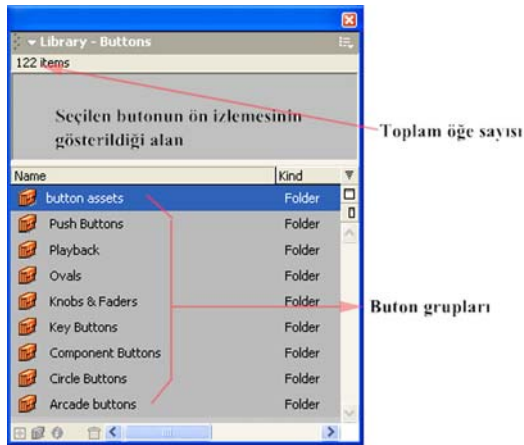 Library - Buttons
122 items
Seçilen butonun ön izlemesinin
gösterildiği alan
Toplam öğe sayısı
Name Kind
button assets Folder
Push Buttons Folder
Playback Folder
Ovals Folder
Knobs & Faders Folder
Buton grupları
Key Buttons Folder
Component Buttons Folder
Circle Buttons Folder
Arcade buttons Folder